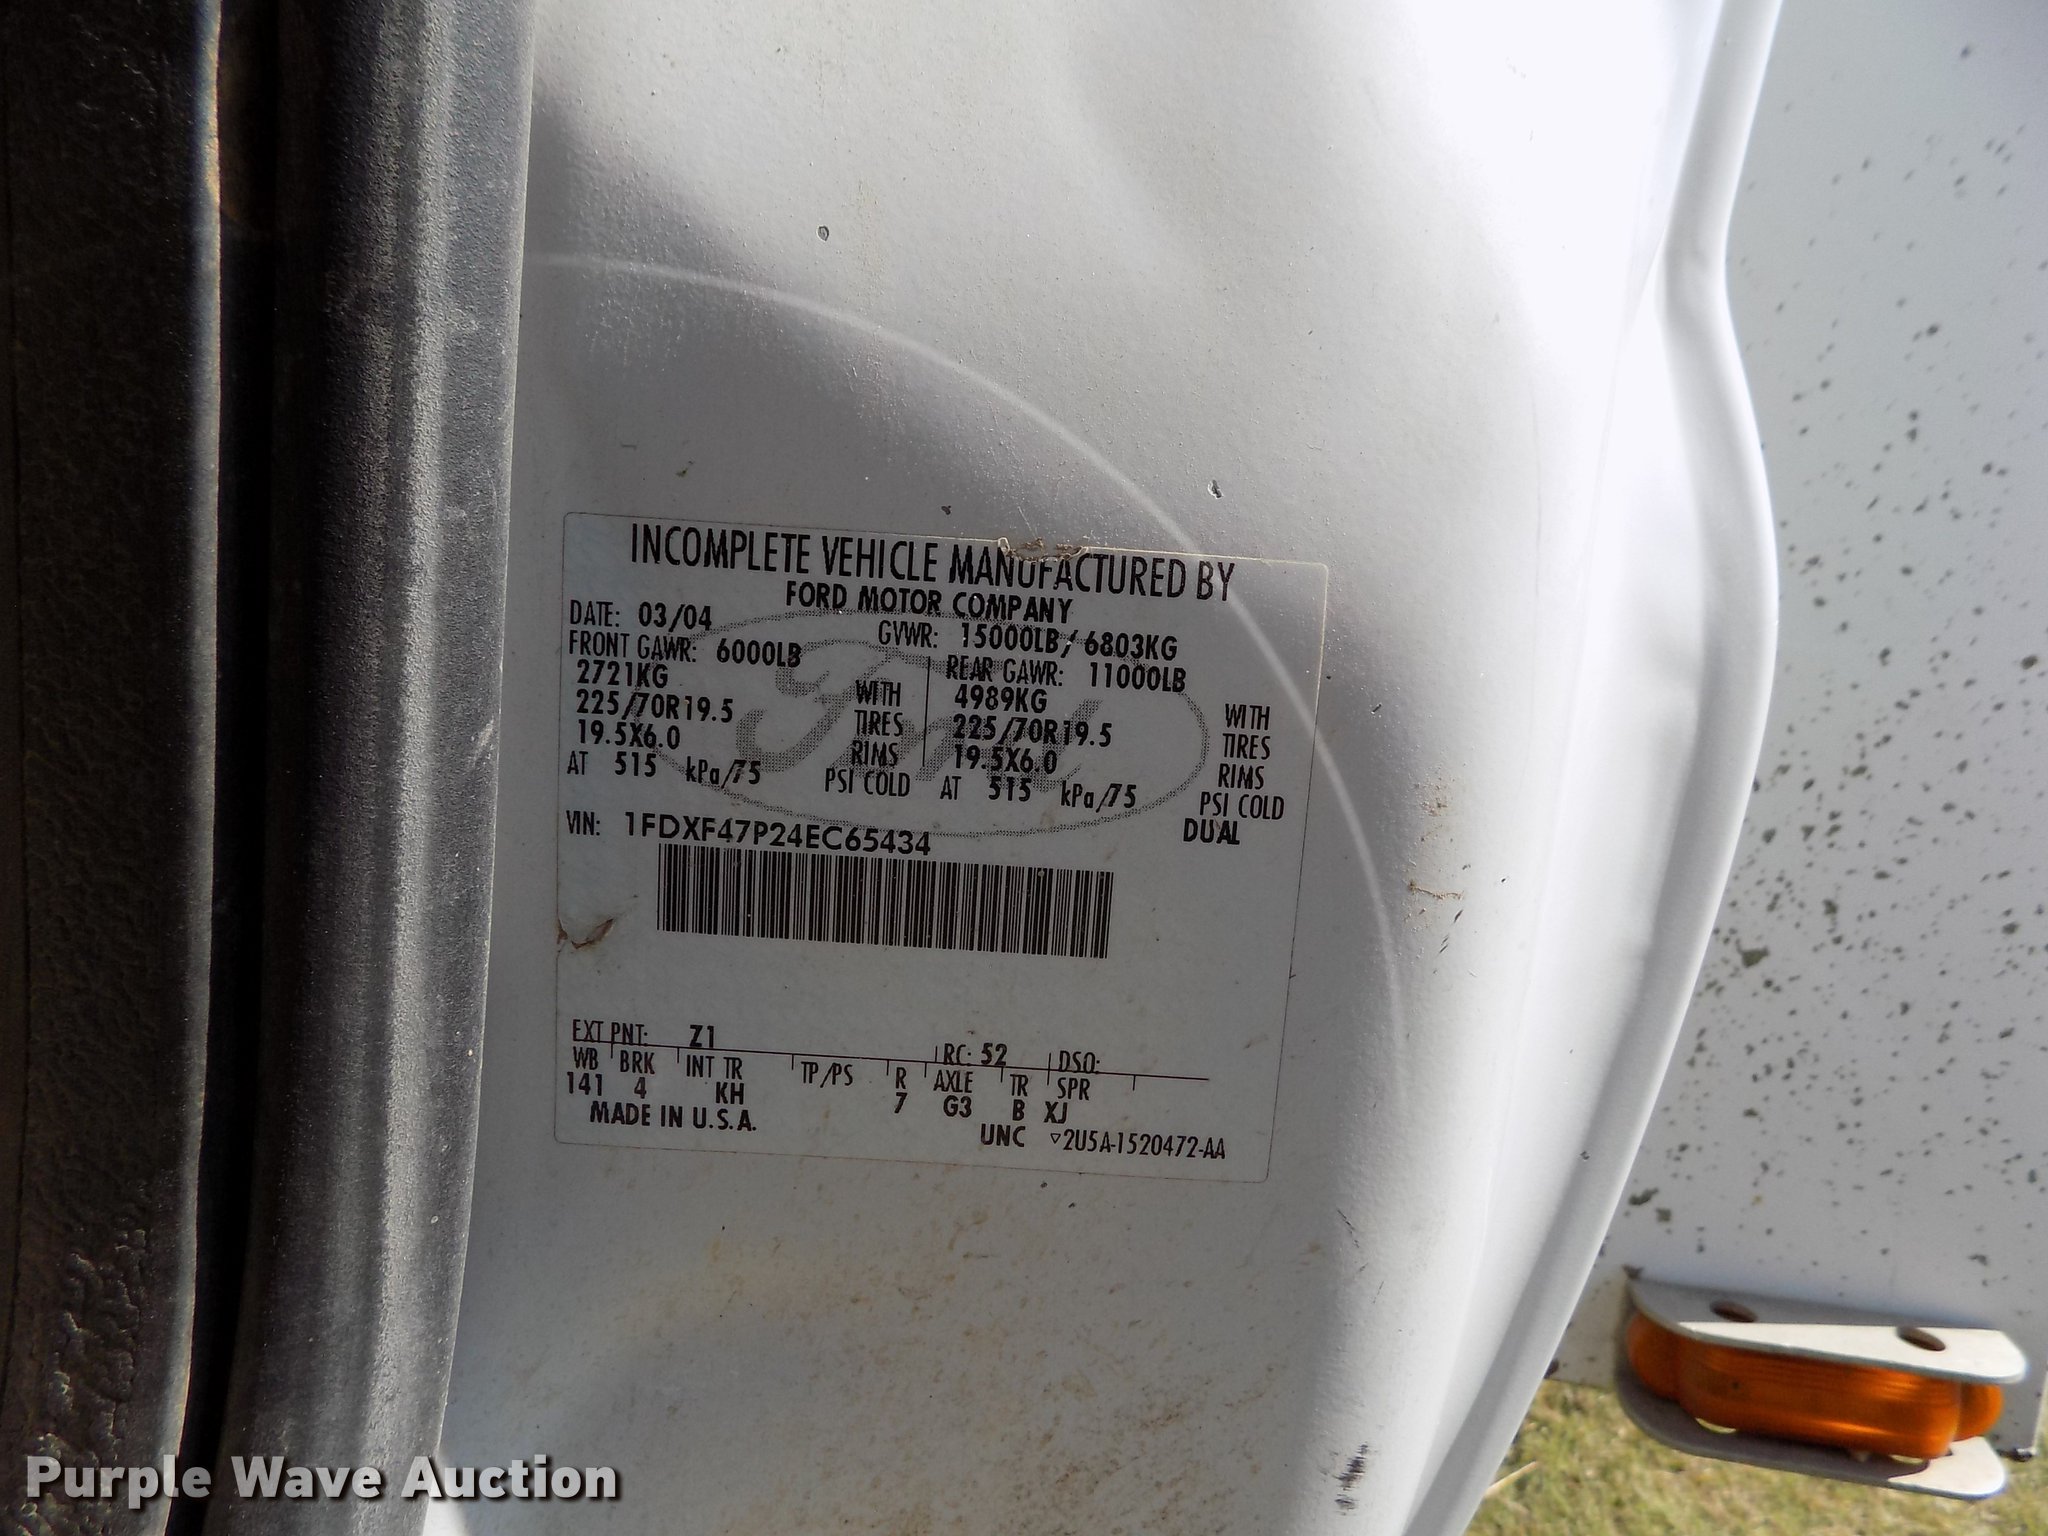 INCOMPLETE VEHICLE MANUFACTURED BY
FORD MOTOR COMPANY
DATE: 03/04 GVWR: 15000LB/ 6803KG
FRONT GAWR: 6000LB REAR GAWR: 11000LB
2721KG WITH 4989KG WITH
225/70R19.5 TIRES 225/70R19.5 TIRES
19.5X6.0 RIMS 19.5X6.0 RIMS
AT 515 kPa/75 PSI COLD AT 515 kPa/75 PSI COLD
VIN: 1FDXF47P24EC65434 DUAL
Ford
EXT PNT: Z1 RC: 52 DSO:
WB BRK INT TR TP/PS R AXLE TR SPR
141 4 KH 7 G3 B XJ
MADE IN U.S.A. UNC ▽2U5A-1520472-AA
Purple Wave Auction